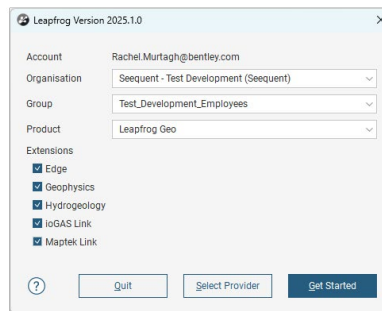 Leapfrog Version 2025.1.0
Account Rachel.Murtagh@bentley.com
Organisation Seequent - Test Development (Seequent)
Group Test_Development_Employees
Product Leapfrog Geo
Extensions
Edge
Geophysics
Hydrogeology
ioGAS Link
Maptek Link
? Quit Select Provider Get Started